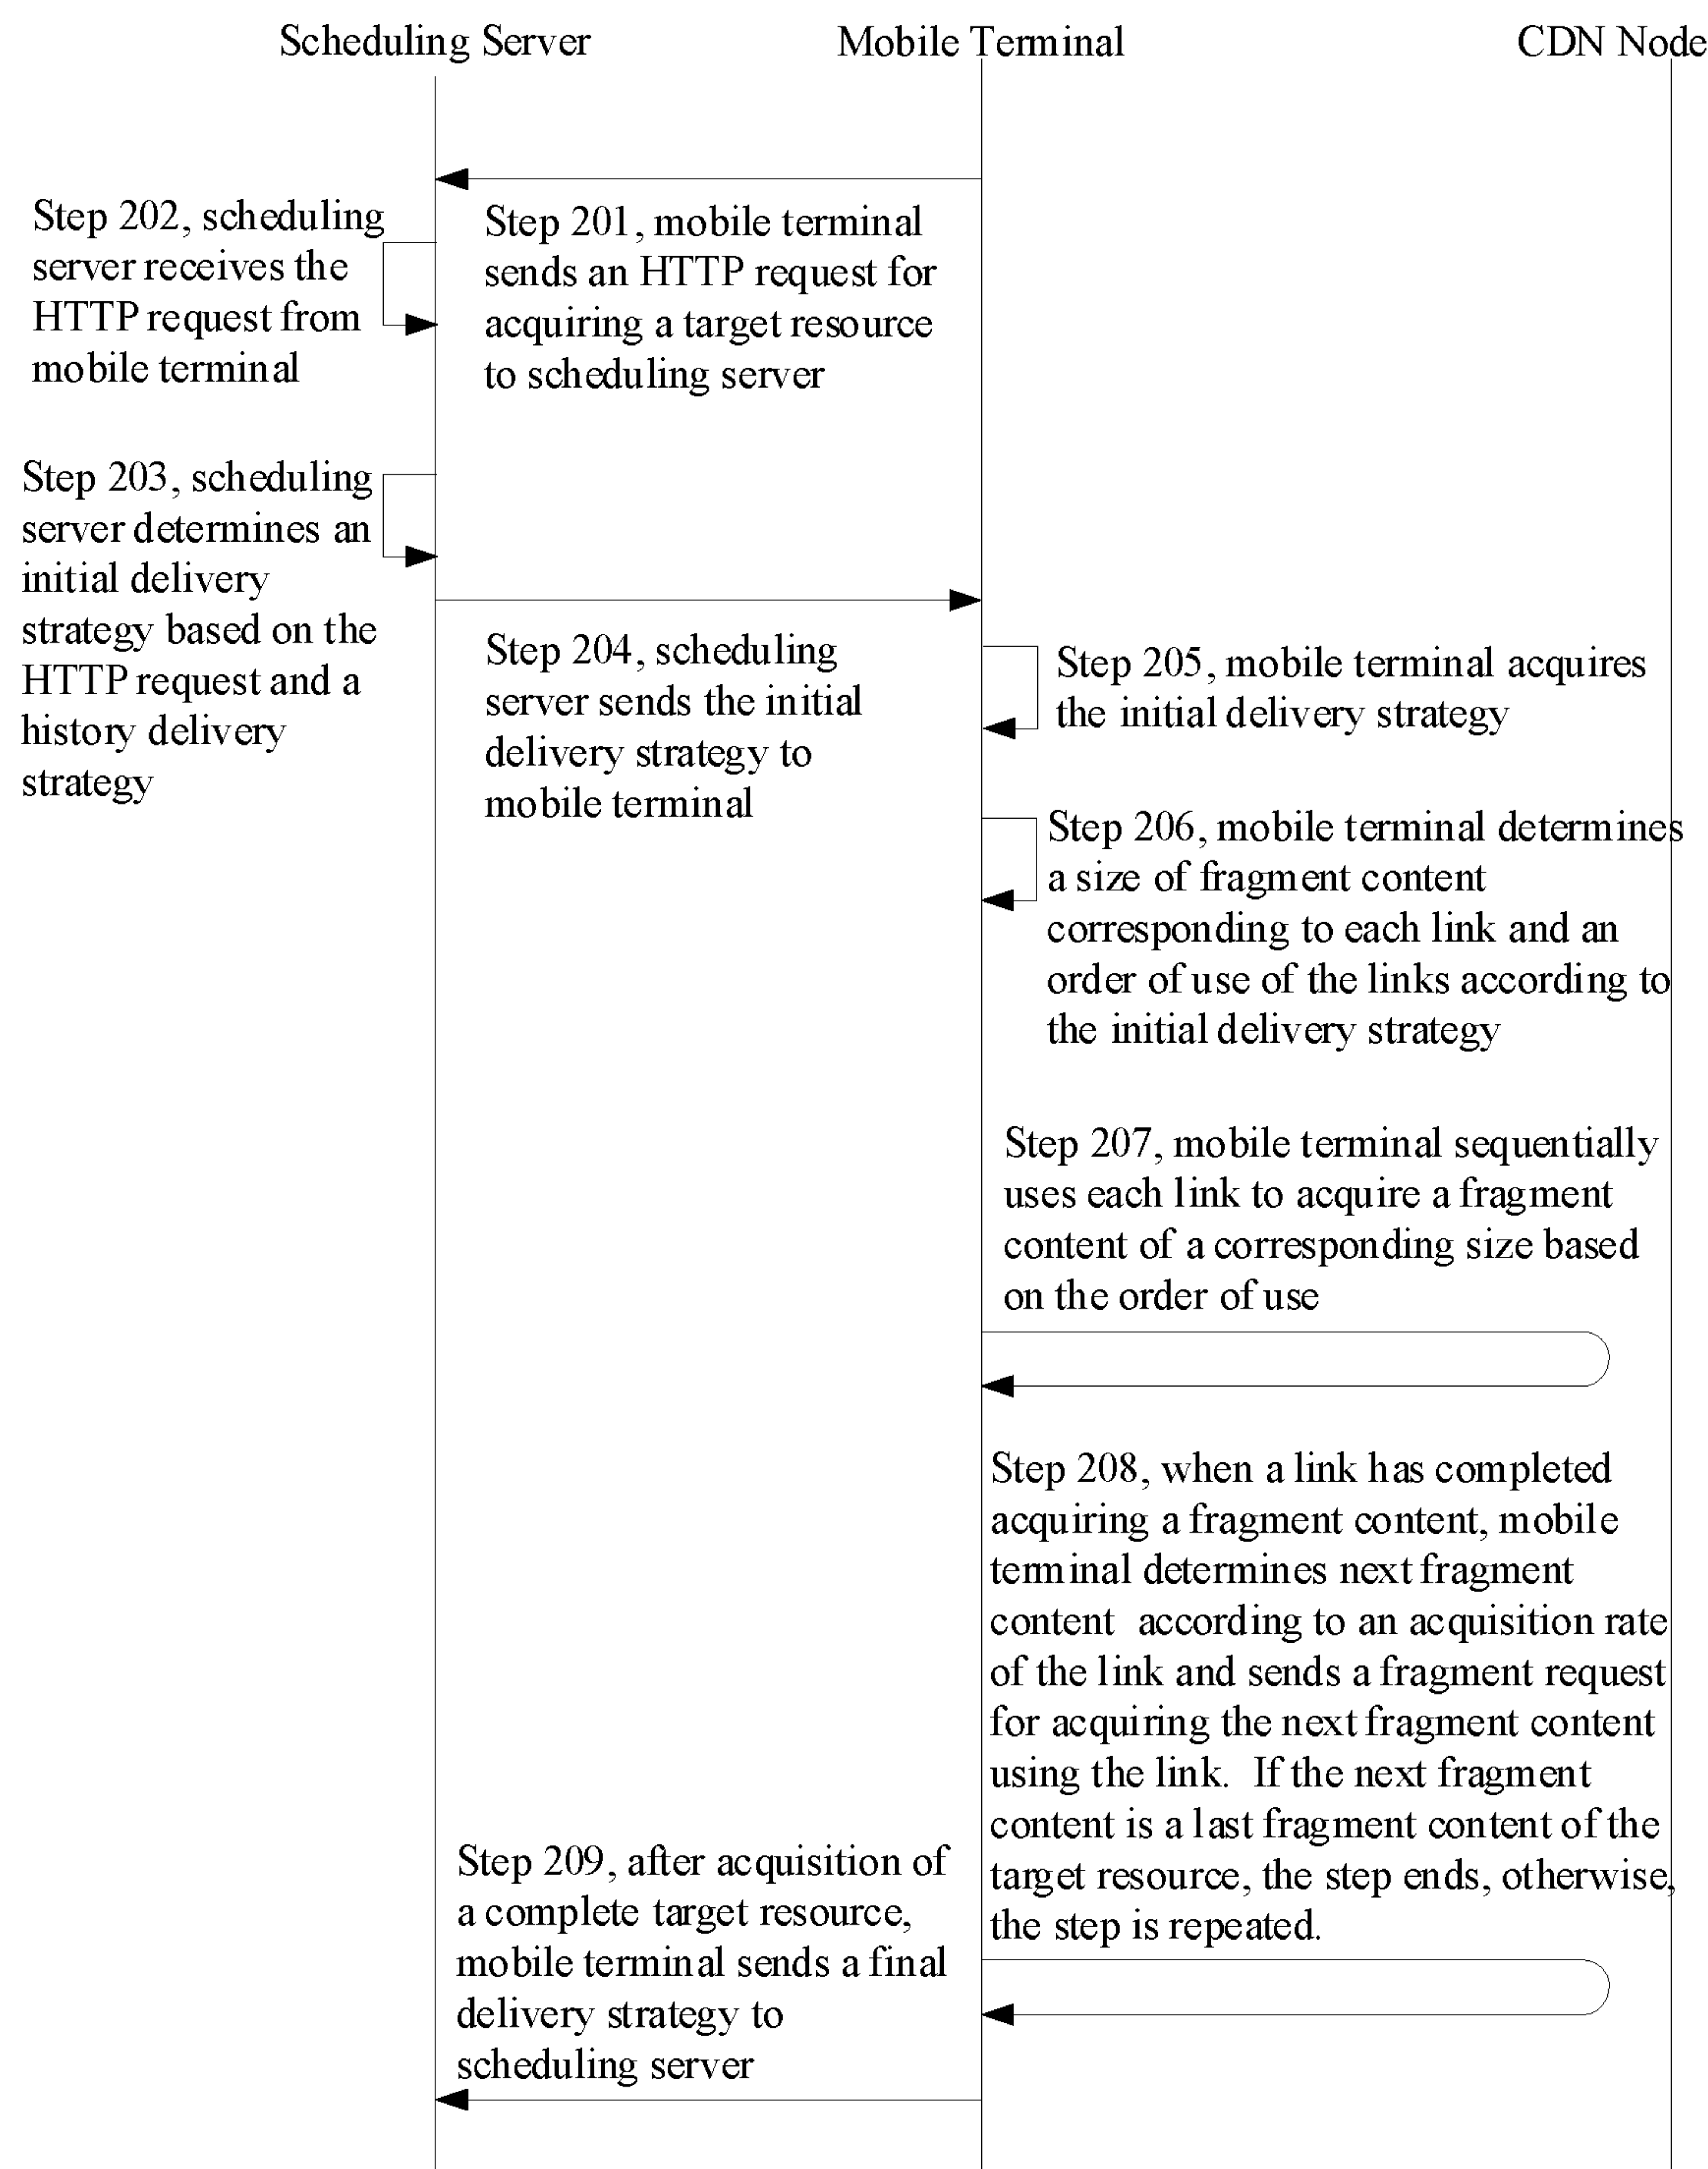 Scheduling Server
Mobile Terminal
CDN Node
Step 201, mobile terminal
sends an HTTP request for
acquiring a target resource
to scheduling server
Step 202, scheduling
server receives the
HTTP request from
mobile terminal
Step 203, scheduling
server determines an
initial delivery
strategy based on the
HTTP request and a
history delivery
strategy
Step 204, scheduling
server sends the initial
delivery strategy to
mobile terminal
Step 205, mobile terminal acquires
the initial delivery strategy
Step 206, mobile terminal determines
a size of fragment content
corresponding to each link and an
order of use of the links according to
the initial delivery strategy
Step 207, mobile terminal sequentially
uses each link to acquire a fragment
content of a corresponding size based
on the order of use
Step 208, when a link has completed
acquiring a fragment content, mobile
terminal determines next fragment
content  according to an acquisition rate
of the link and sends a fragment request
for acquiring the next fragment content
using the link.  If the next fragment
content is a last fragment content of the
target resource, the step ends, otherwise,
the step is repeated.
Step 209, after acquisition of
a complete target resource,
mobile terminal sends a final
delivery strategy to
scheduling server